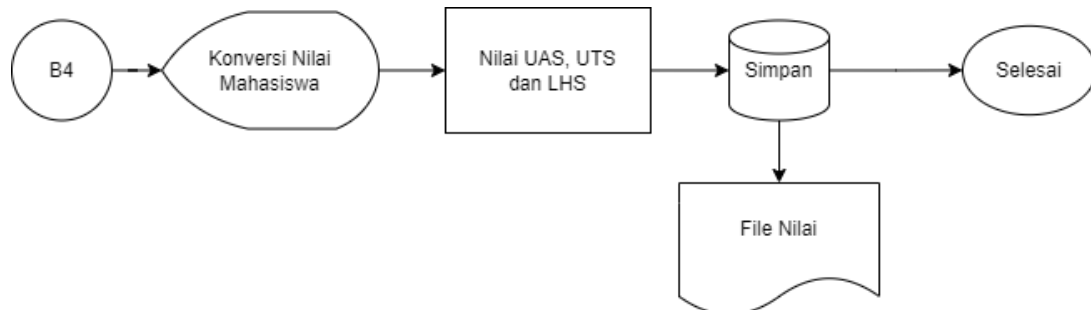 B4
Konversi Nilai
Mahasiswa
Nilai UAS, UTS
dan LHS
Simpan
Selesai
File Nilai